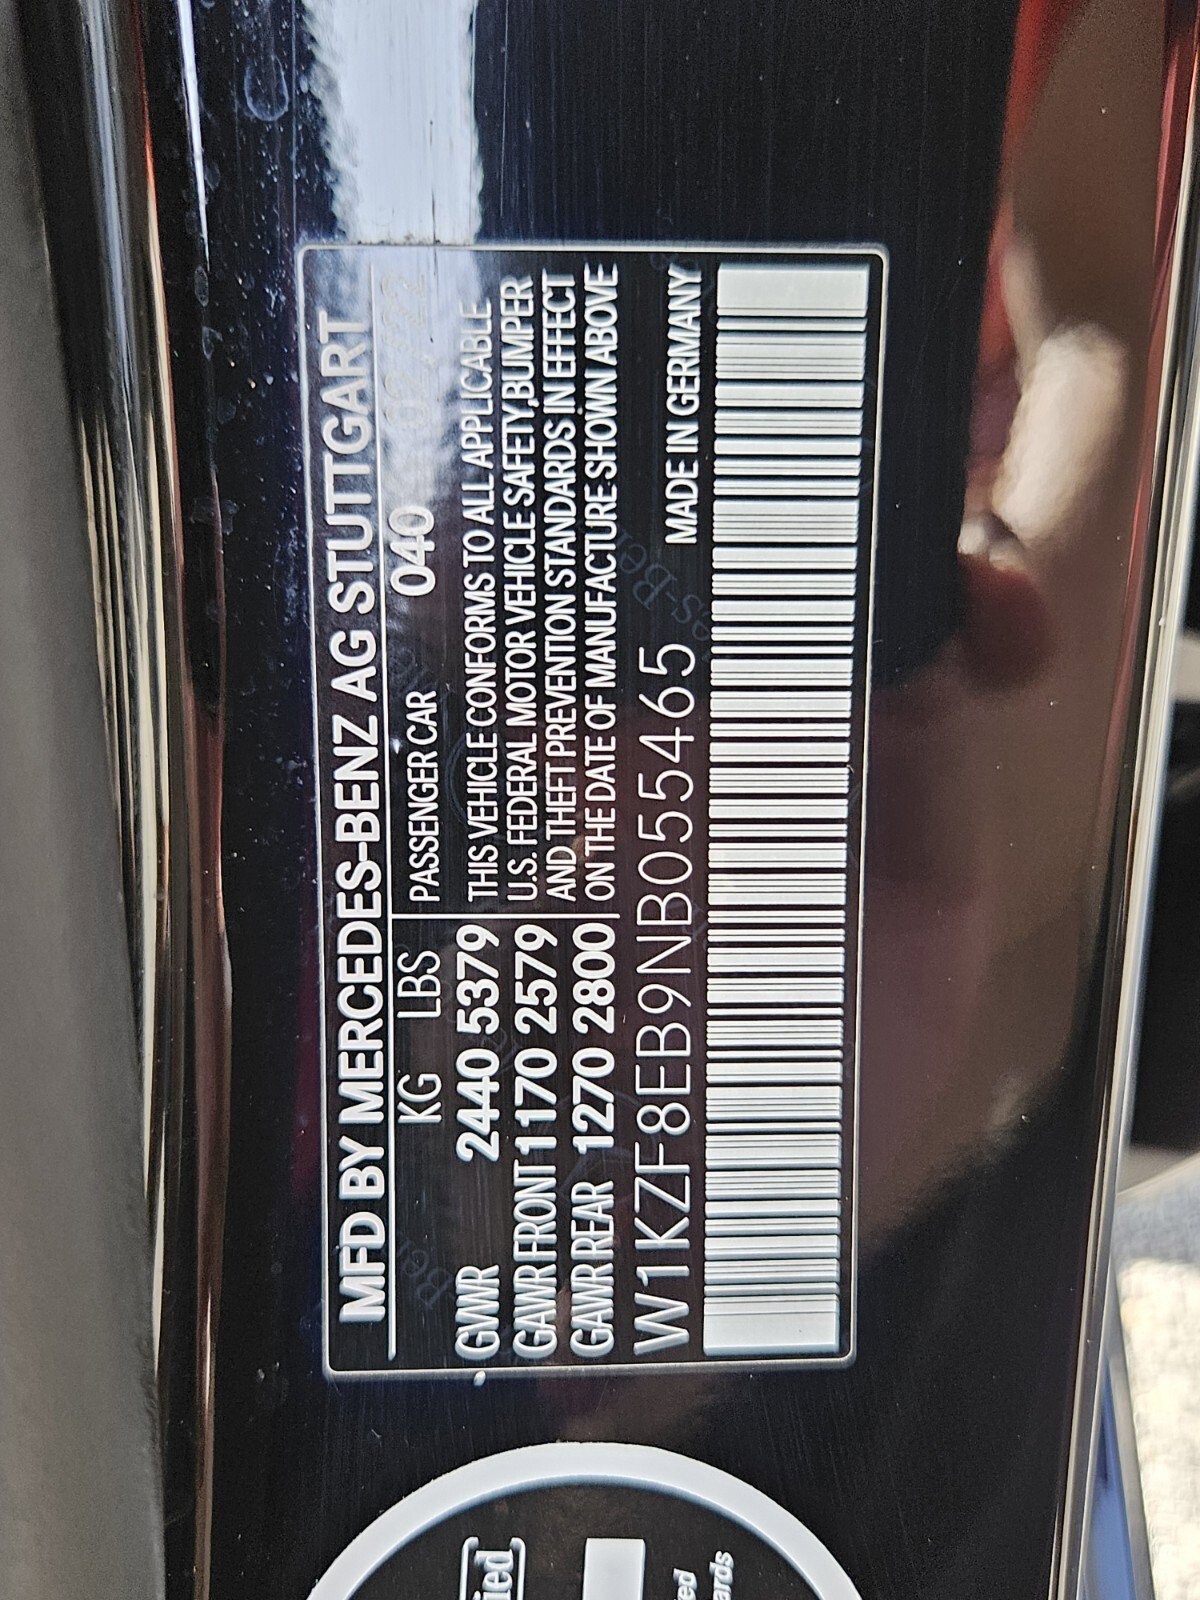 MFD BY MERCEDES-BENZ AG STUTTGART
KG LBS
GWWR 2440 5379
GAWR FRONT 1170 2579
GAWR REAR 1270 2800
PASSENGER CAR 040
THIS VEHICLE CONFORMS TO ALL APPLICABLE
U.S. FEDERAL MOTOR VEHICLE SAFETY,BUMPER
AND THEFT PREVENTION STANDARDS IN EFFECT
ON THE DATE OF MANUFACTURE SHOWN ABOVE
W1KZF8EB9NB055465
MADE IN GERMANY